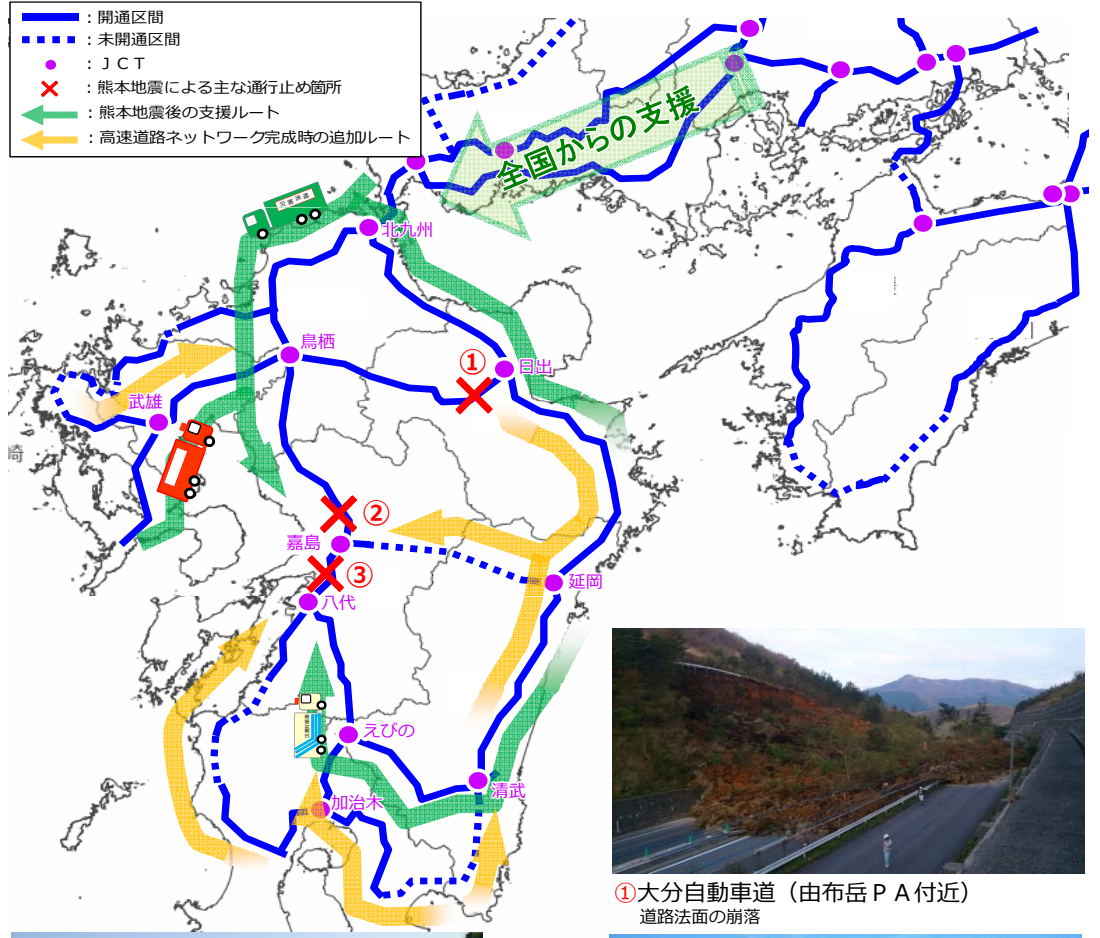 ：開通区間
：未開通区間
：ＪＣＴ
：熊本地震による主な通行止め箇所
：熊本地震後の支援ルート
：高速道路ネットワーク完成時の追加ルート
全国からの支援
災害派遣
北九州
鳥栖
①
日出
武雄
崎
②
嘉島
③
延岡
八代
えびの
清武
加治木
①大分自動車道（由布岳ＰＡ付近）
道路法面の崩落